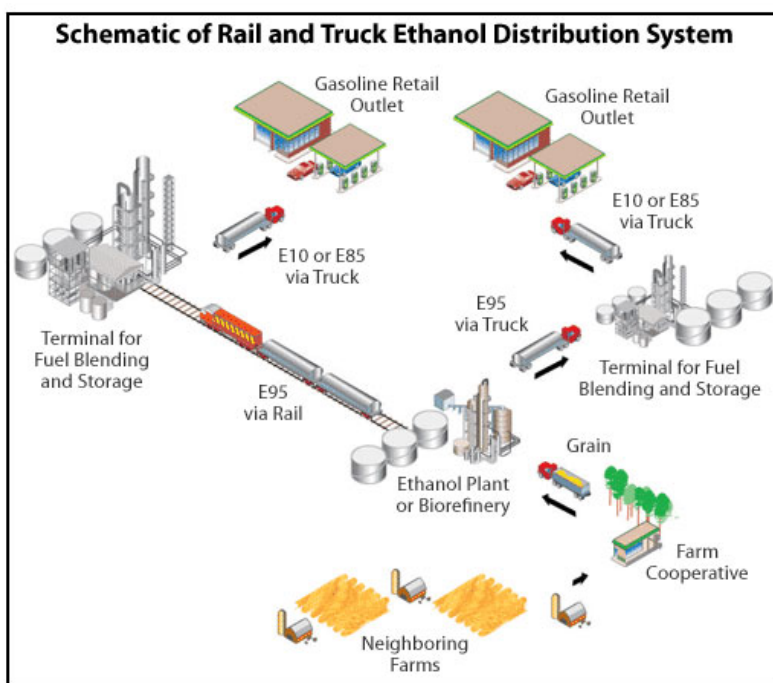 Schematic of Rail and Truck Ethanol Distribution System
Gasoline Retail
Outlet
Gasoline Retail
Outlet
E10 or E85
via Truck
E10 or E85
via Truck
Terminal for
Fuel Blending
and Storage
E95
via Truck
Terminal for Fuel
Blending and Storage
E95
via Rail
Ethanol Plant
or Biorefinery
Grain
Farm
Cooperative
Neighboring
Farms